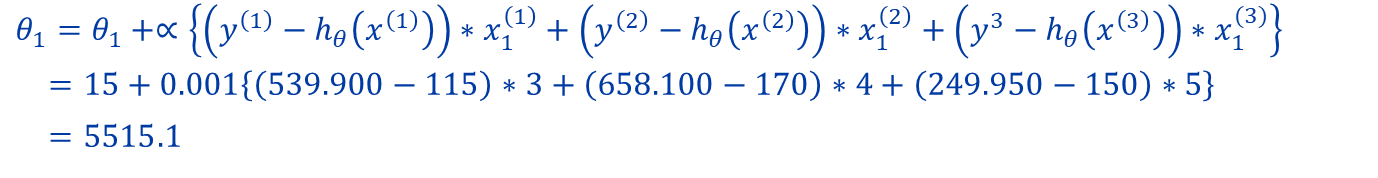 θ₁ = θ₁ +∝ {(y⁽¹⁾ − h_θ(x⁽¹⁾)) * x₁⁽¹⁾ + (y⁽²⁾ − h_θ(x⁽²⁾)) * x₁⁽²⁾ + (y³ − h_θ(x⁽³⁾)) * x₁⁽³⁾}
= 15 + 0.001{(539.900 − 115) * 3 + (658.100 − 170) * 4 + (249.950 − 150) * 5}
= 5515.1